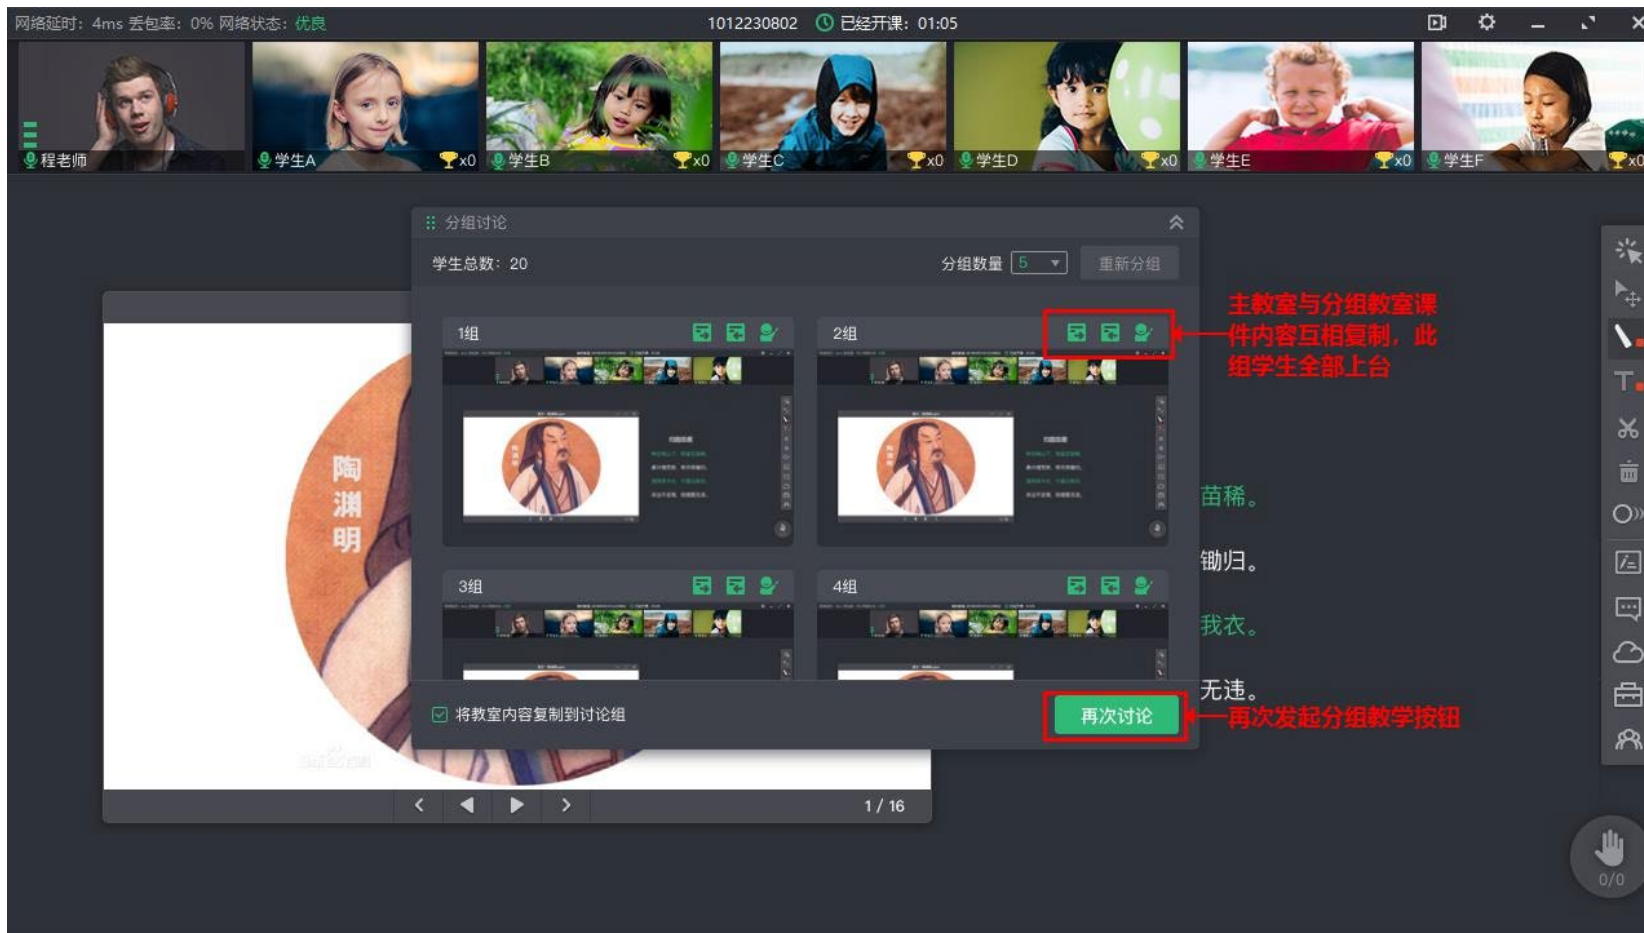 网络延时：4ms 丢包率：0% 网络状态：优良
1012230802 已经开课：01:05
程老师
学生A x0
学生B x0
学生C x0
学生D x0
学生E x0
学生F x0
分组讨论
学生总数：20
分组数量 5 重新分组
1组
2组
主教室与分组教室课
件内容互相复制，此
组学生全部上台
陶渊明
3组
4组
苗稀。
锄归。
我衣。
无违。
将教室内容复制到讨论组
再次讨论
再次发起分组教学按钮
1 / 16
0/0